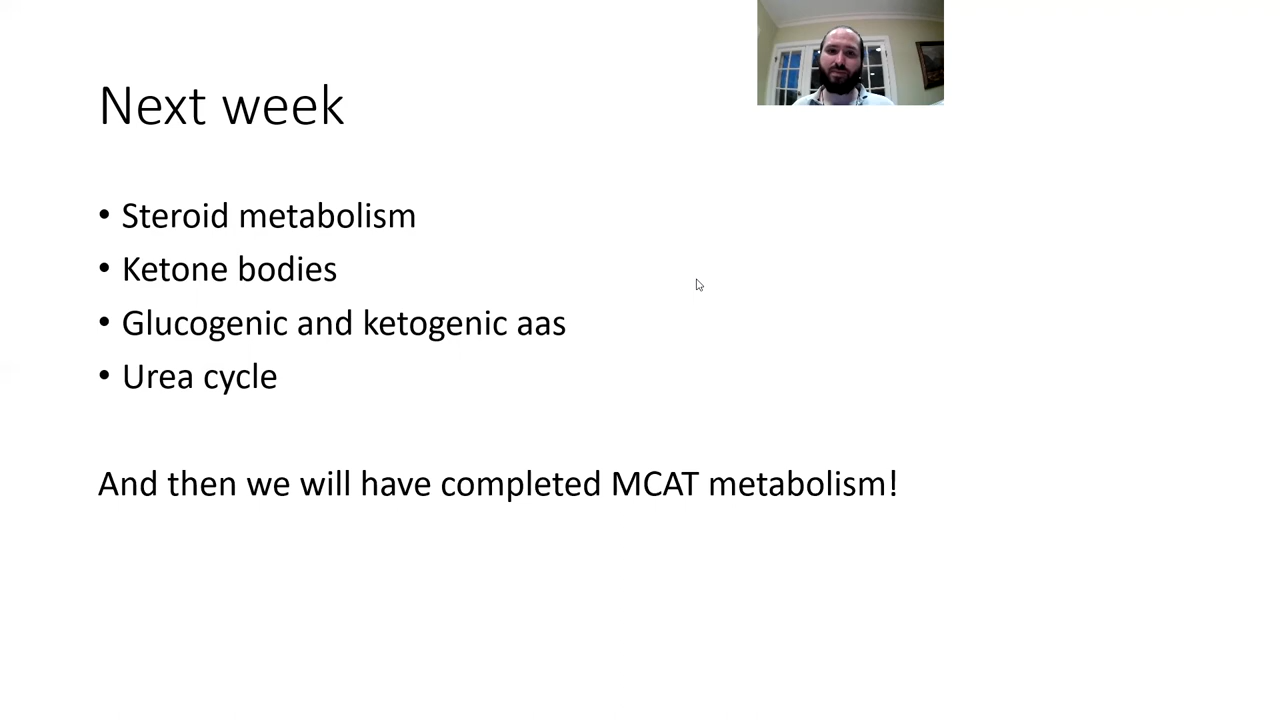 Next week
• Steroid metabolism
• Ketone bodies
• Glucogenic and ketogenic aas
• Urea cycle
And then we will have completed MCAT metabolism!